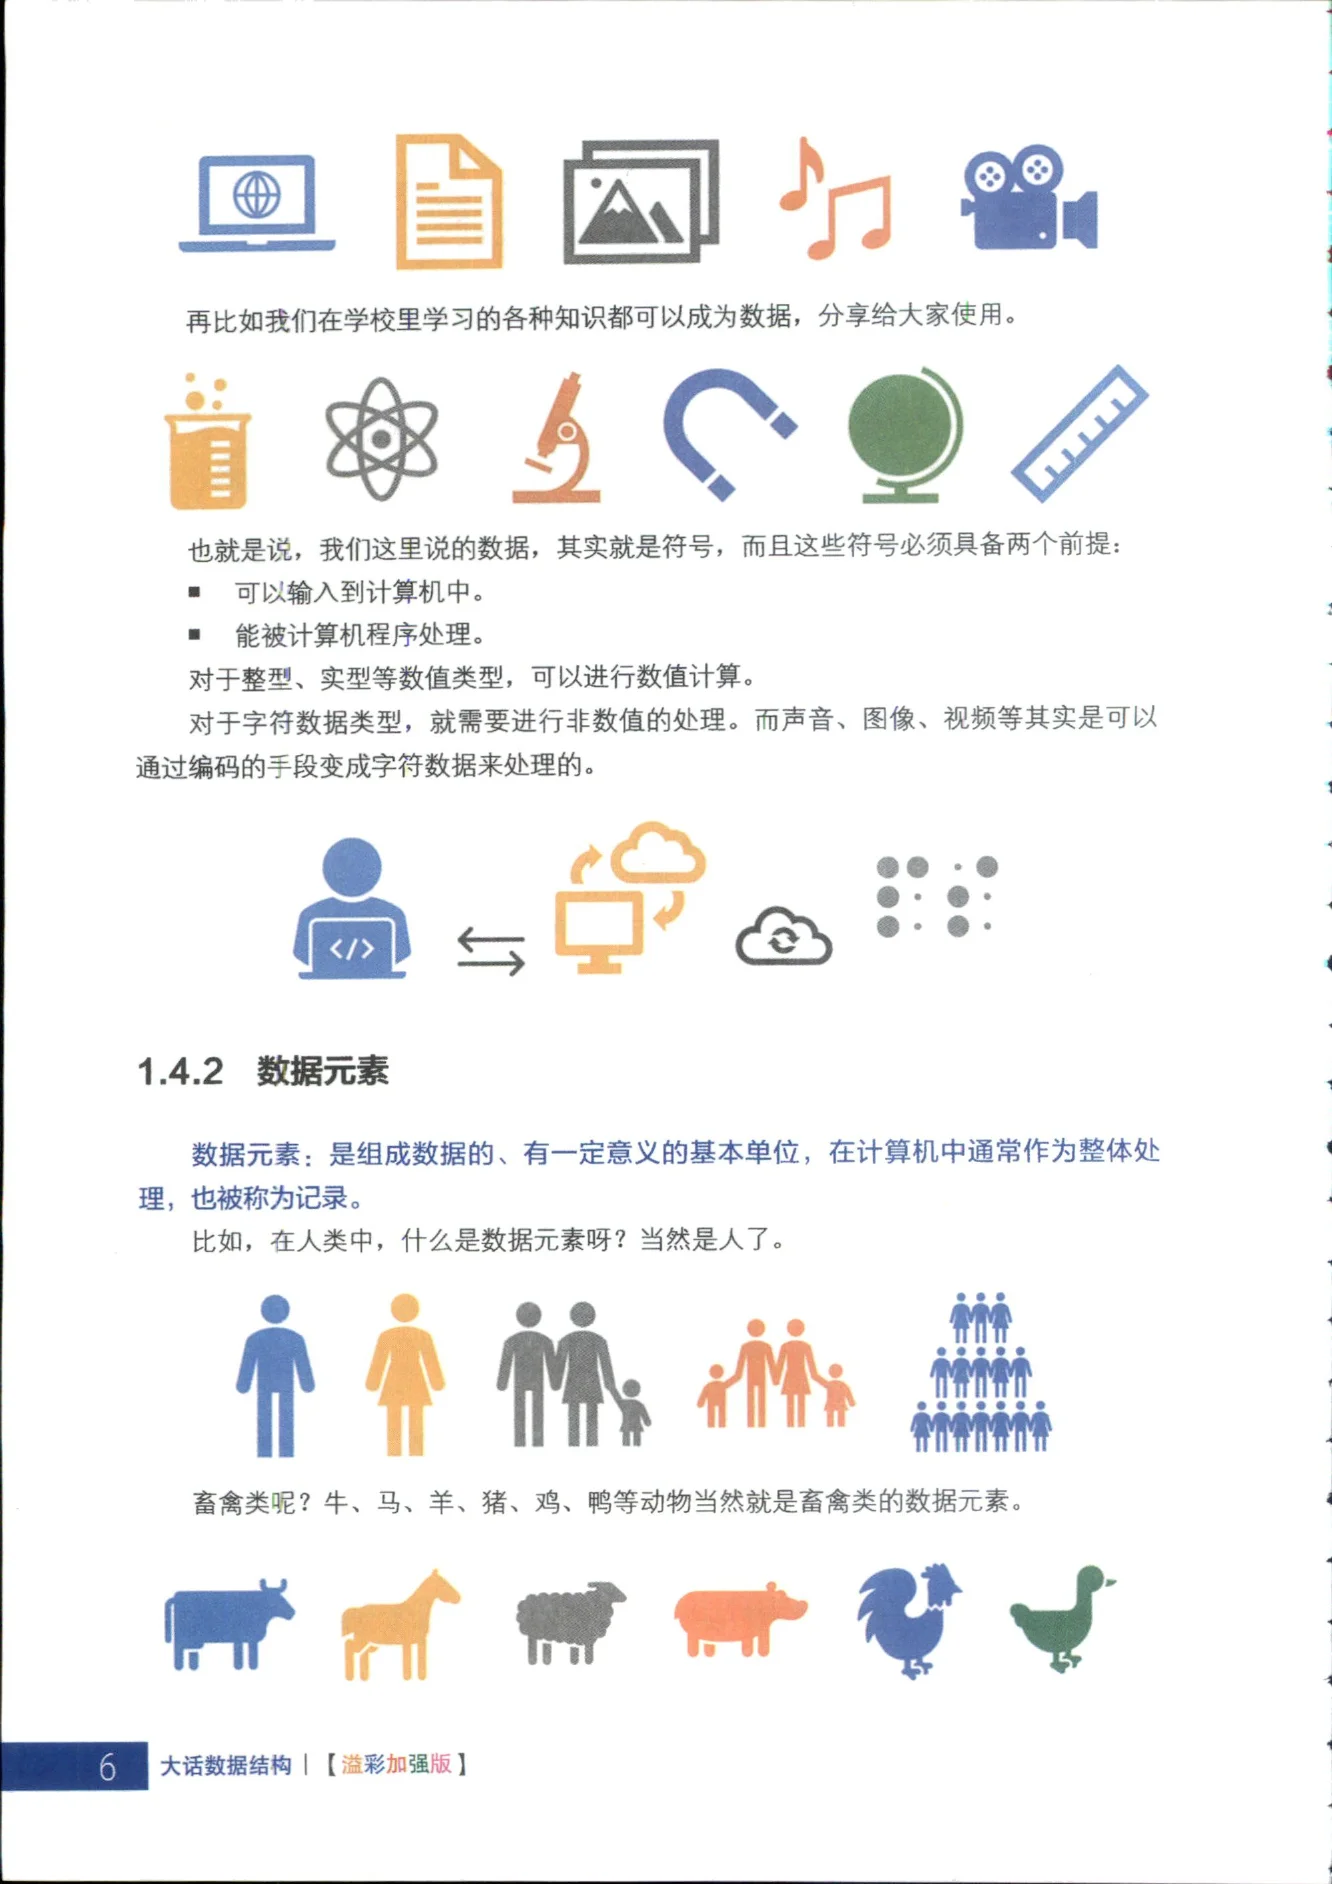 再比如我们在学校里学习的各种知识都可以成为数据，分享给大家使用。
也就是说，我们这里说的数据，其实就是符号，而且这些符号必须具备两个前提：
■ 可以输入到计算机中。
■ 能被计算机程序处理。
对于整型、实型等数值类型，可以进行数值计算。
对于字符数据类型，就需要进行非数值的处理。而声音、图像、视频等其实是可以
通过编码的手段变成字符数据来处理的。
</>
1.4.2 数据元素
数据元素：是组成数据的、有一定意义的基本单位，在计算机中通常作为整体处
理，也被称为记录。
比如，在人类中，什么是数据元素呀？当然是人了。
畜禽类呢？牛、马、羊、猪、鸡、鸭等动物当然就是畜禽类的数据元素。
6 大话数据结构｜【溢彩加强版】